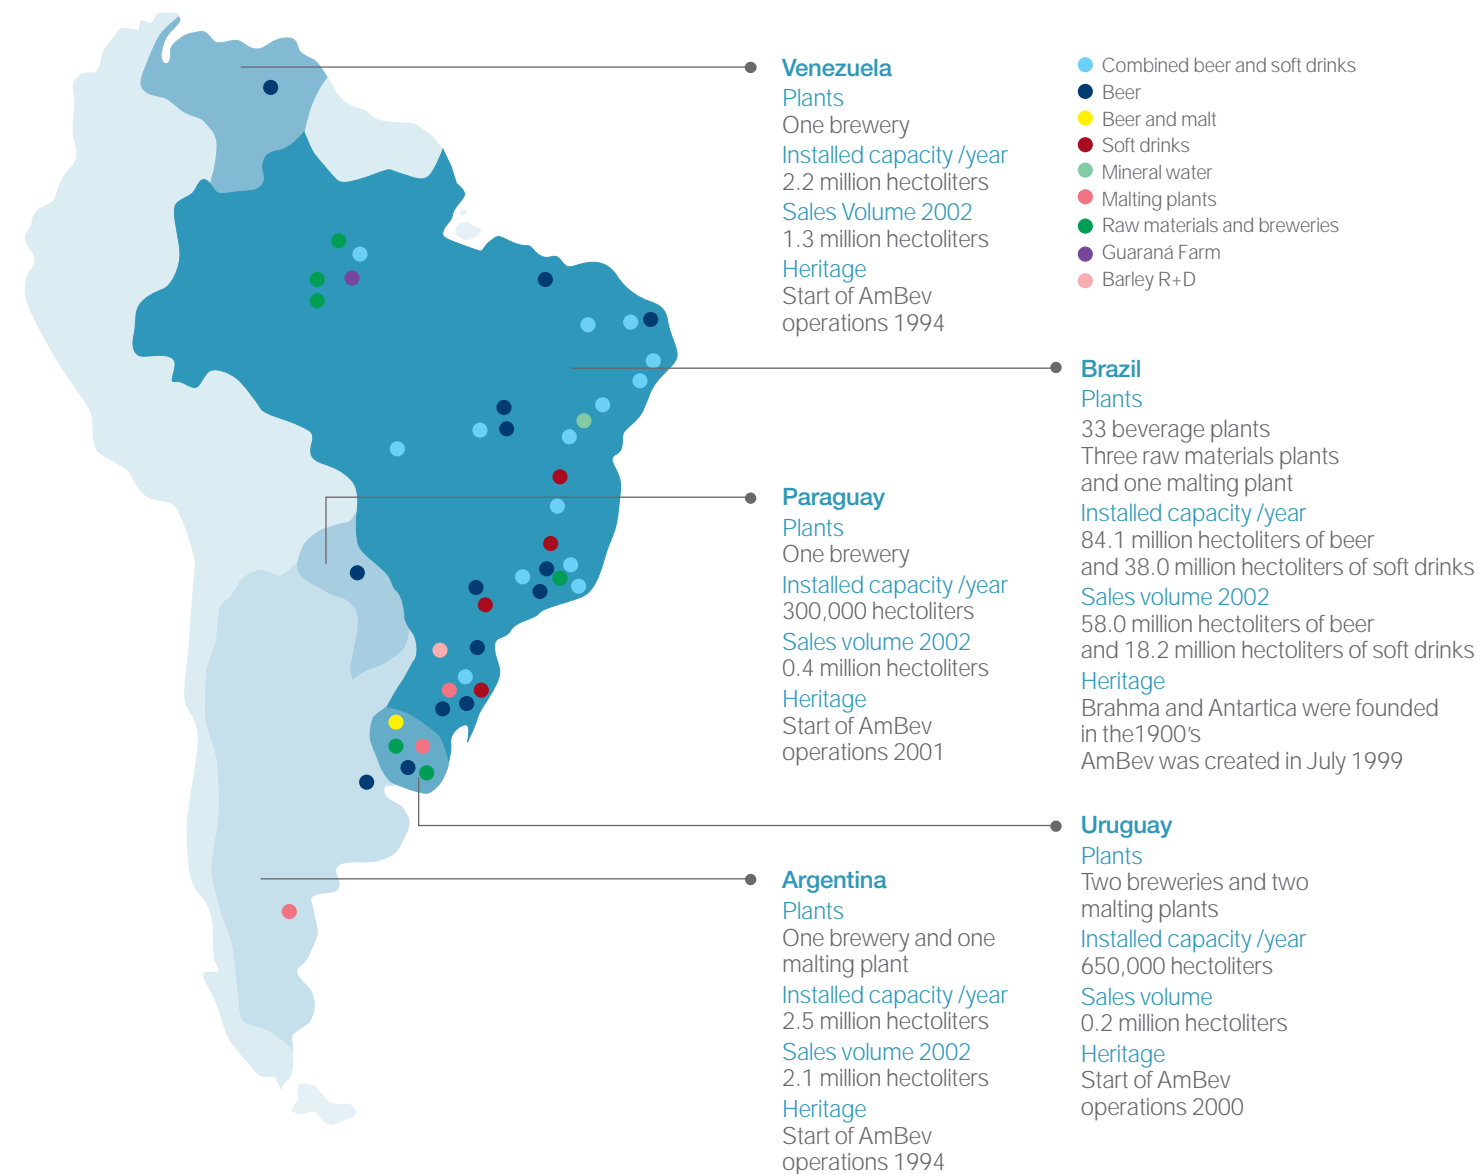 Venezuela
Plants
One brewery
Installed capacity /year
2.2 million hectoliters
Sales Volume 2002
1.3 million hectoliters
Heritage
Start of AmBev
operations 1994
Combined beer and soft drinks
Beer
Beer and malt
Soft drinks
Mineral water
Malting plants
Raw materials and breweries
Guaraná Farm
Barley R+D
Brazil
Plants
33 beverage plants
Three raw materials plants
and one malting plant
Installed capacity /year
84.1 million hectoliters of beer
and 38.0 million hectoliters of soft drinks
Sales volume 2002
58.0 million hectoliters of beer
and 18.2 million hectoliters of soft drinks
Heritage
Brahma and Antartica were founded
in the1900's
AmBev was created in July 1999
Paraguay
Plants
One brewery
Installed capacity /year
300,000 hectoliters
Sales volume 2002
0.4 million hectoliters
Heritage
Start of AmBev
operations 2001
Uruguay
Plants
Two breweries and two
malting plants
Installed capacity /year
650,000 hectoliters
Sales volume
0.2 million hectoliters
Heritage
Start of AmBev
operations 2000
Argentina
Plants
One brewery and one
malting plant
Installed capacity /year
2.5 million hectoliters
Sales volume 2002
2.1 million hectoliters
Heritage
Start of AmBev
operations 1994